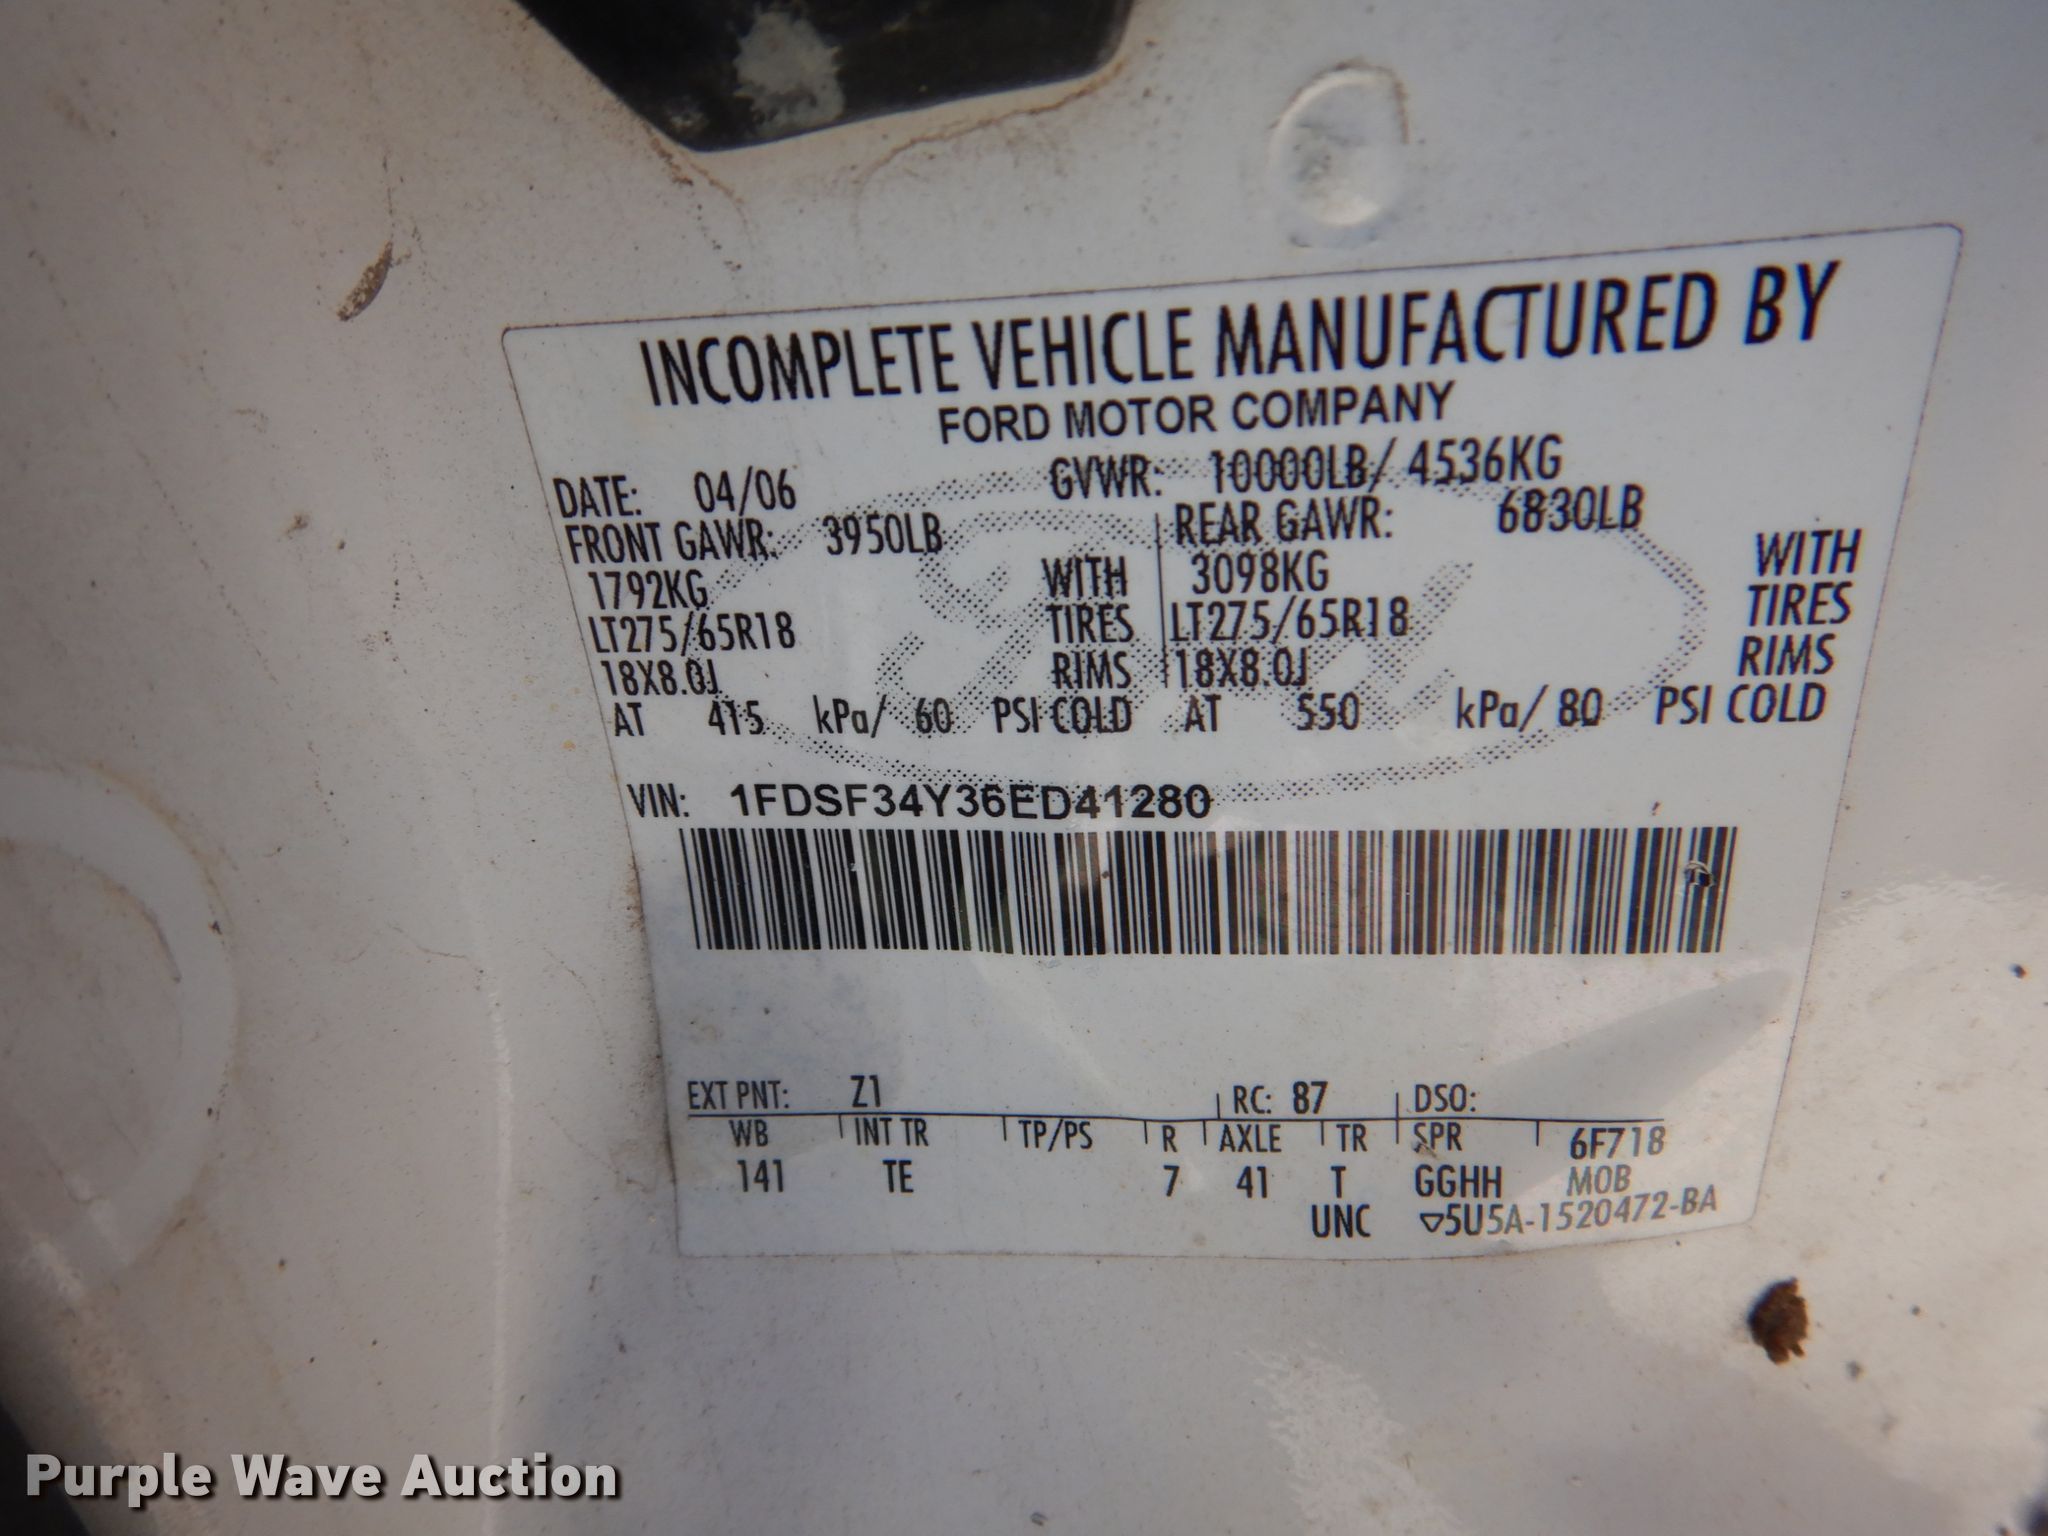 INCOMPLETE VEHICLE MANUFACTURED BY
FORD MOTOR COMPANY
DATE: 04/06 GVWR: 10000LB/ 4536KG
FRONT GAWR: 3950LB REAR GAWR: 6830LB
1792KG WITH 3098KG WITH
LT275/65R18 TIRES LT275/65R18 TIRES
18X8.0J RIMS 18X8.0J RIMS
AT 415 kPa/ 60 PSI COLD AT 550 kPa/ 80 PSI COLD
Ford
VIN: 1FDSF34Y36ED41280
EXT PNT: Z1 RC: 87 DSO:
WB INT TR TP/PS R AXLE TR SPR 6F718
141 TE 7 41 T GGHH MOB
UNC ▽5U5A-1520472-BA
Purple Wave Auction